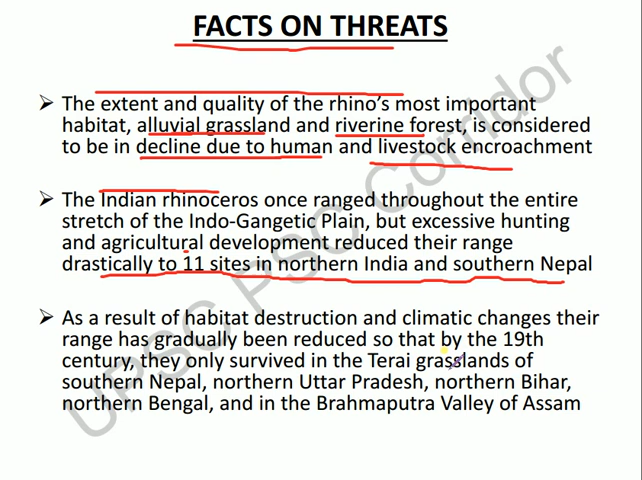 FACTS ON THREATS
➤ The extent and quality of the rhino's most important
habitat, alluvial grassland and riverine forest, is considered
to be in decline due to human and livestock encroachment
➤ The Indian rhinoceros once ranged throughout the entire
stretch of the Indo-Gangetic Plain, but excessive hunting
and agricultural development reduced their range
drastically to 11 sites in northern India and southern Nepal
➤ As a result of habitat destruction and climatic changes their
range has gradually been reduced so that by the 19th
century, they only survived in the Terai grasslands of
southern Nepal, northern Uttar Pradesh, northern Bihar,
northern Bengal, and in the Brahmaputra Valley of Assam
UPSC PSC Corridor